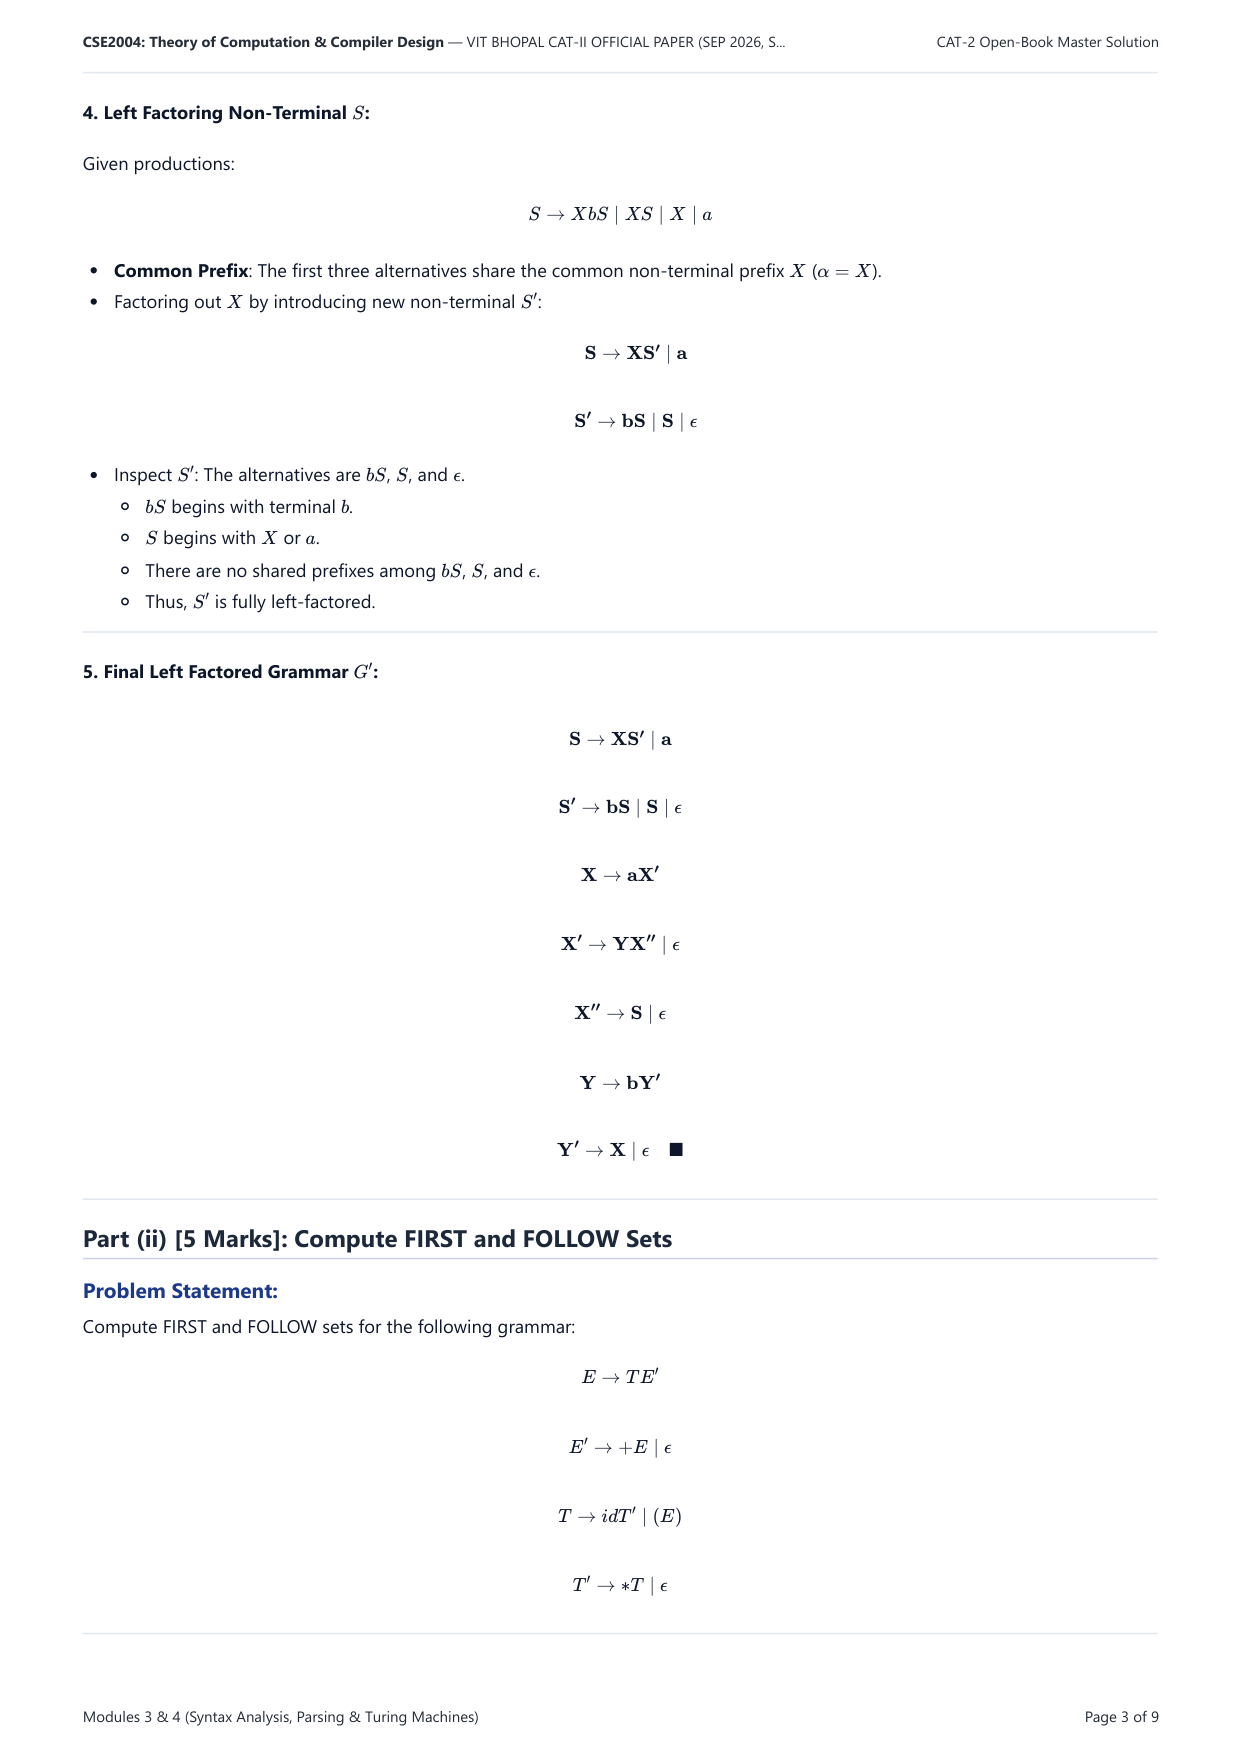 CSE2004: Theory of Computation & Compiler Design — VIT BHOPAL CAT-II OFFICIAL PAPER (SEP 2026, S... CAT-2 Open-Book Master Solution
4. Left Factoring Non-Terminal S:
Given productions:
S → XbS | XS | X | a
• Common Prefix: The first three alternatives share the common non-terminal prefix X (α = X).
• Factoring out X by introducing new non-terminal S′:
S → XS′ | a
S′ → bS | S | ϵ
• Inspect S′: The alternatives are bS, S, and ϵ.
◦ bS begins with terminal b.
◦ S begins with X or a.
◦ There are no shared prefixes among bS, S, and ϵ.
◦ Thus, S′ is fully left-factored.
5. Final Left Factored Grammar G′:
S → XS′ | a
S′ → bS | S | ϵ
X → aX′
X′ → YX′′ | ϵ
X′′ → S | ϵ
Y → bY′
Y′ → X | ϵ ■
Part (ii) [5 Marks]: Compute FIRST and FOLLOW Sets
Problem Statement:
Compute FIRST and FOLLOW sets for the following grammar:
E → TE′
E′ → +E | ϵ
T → idT′ | (E)
T′ → *T | ϵ
Modules 3 & 4 (Syntax Analysis, Parsing & Turing Machines) Page 3 of 9